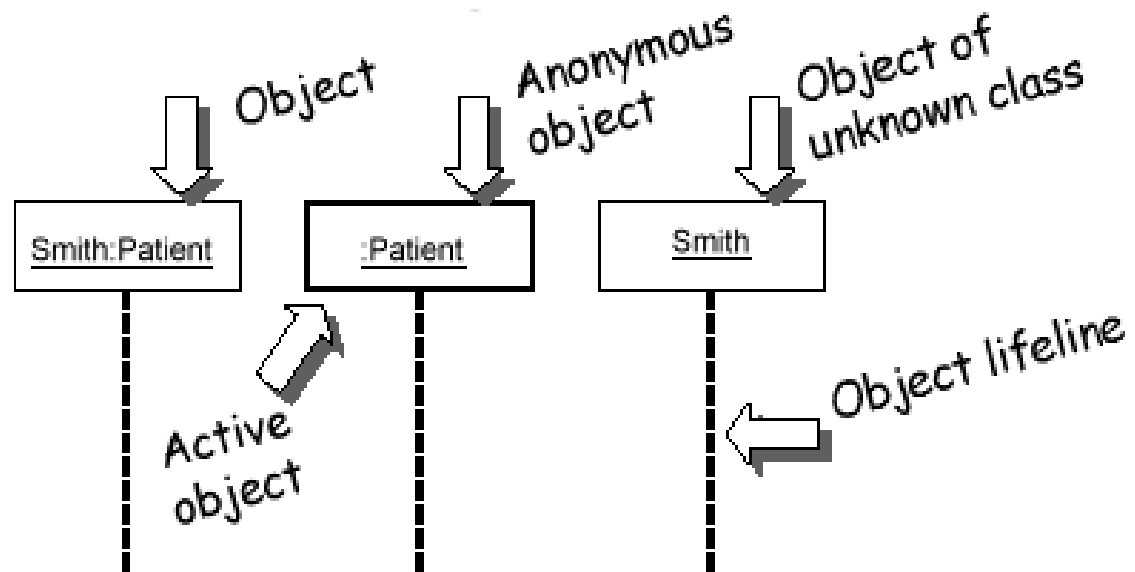 Object
Anonymous
object
Object of
unknown class
Smith:Patient
:Patient
Smith
Object lifeline
Active
object